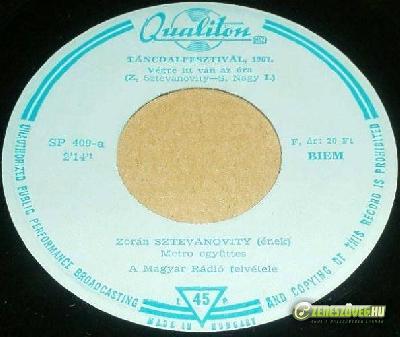 Qualiton
TÁNCDALFESZTIVÁL, 1967.
Végre itt van az óra
(Z. Sztevanovity—S. Nagy I.)
SP 409-a
2'14"
F. ár: 20 Ft
BIEM
Zorán SZTEVANOVITY (ének)
Metro együttes
A Magyar Rádió felvétele
45
MADE IN HUNGARY
UNAUTHORIZED PUBLIC PERFORMANCE BROADCASTING
AND COPYING OF THIS RECORD IS PROHIBITED
ZENESZÖVEG.HU